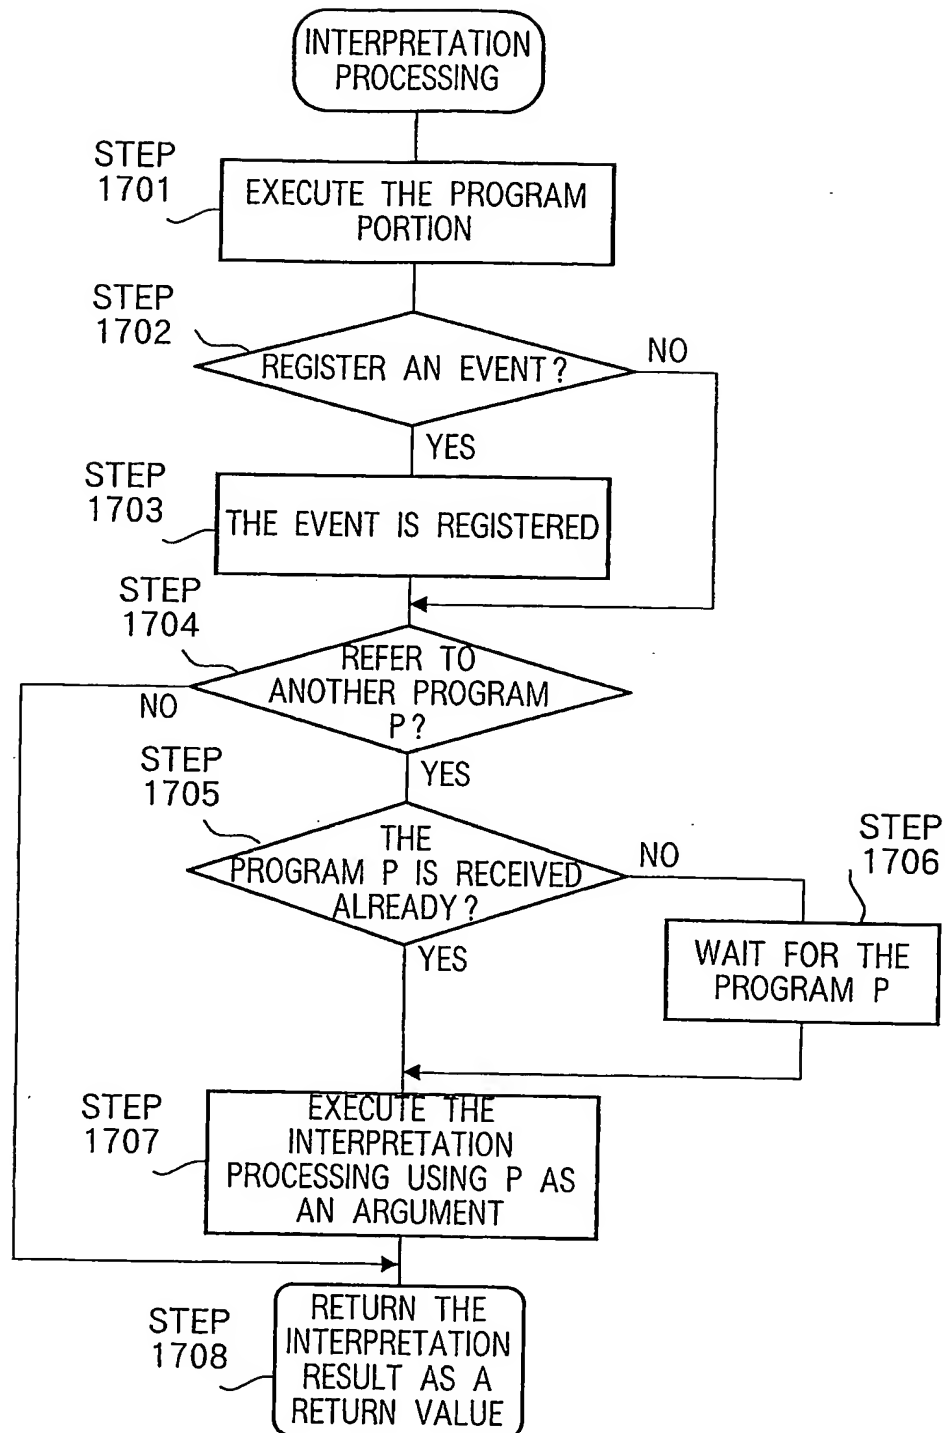 INTERPRETATION
PROCESSING
STEP
1701
EXECUTE THE PROGRAM
PORTION
STEP
1702
REGISTER AN EVENT?
NO
YES
STEP
1703
THE EVENT IS REGISTERED
STEP
1704
REFER TO
ANOTHER PROGRAM
P?
NO
YES
STEP
1705
THE
PROGRAM P IS RECEIVED
ALREADY?
NO
YES
STEP
1706
WAIT FOR THE
PROGRAM P
STEP
1707
EXECUTE THE
INTERPRETATION
PROCESSING USING P AS
AN ARGUMENT
STEP
1708
RETURN THE
INTERPRETATION
RESULT AS A
RETURN VALUE